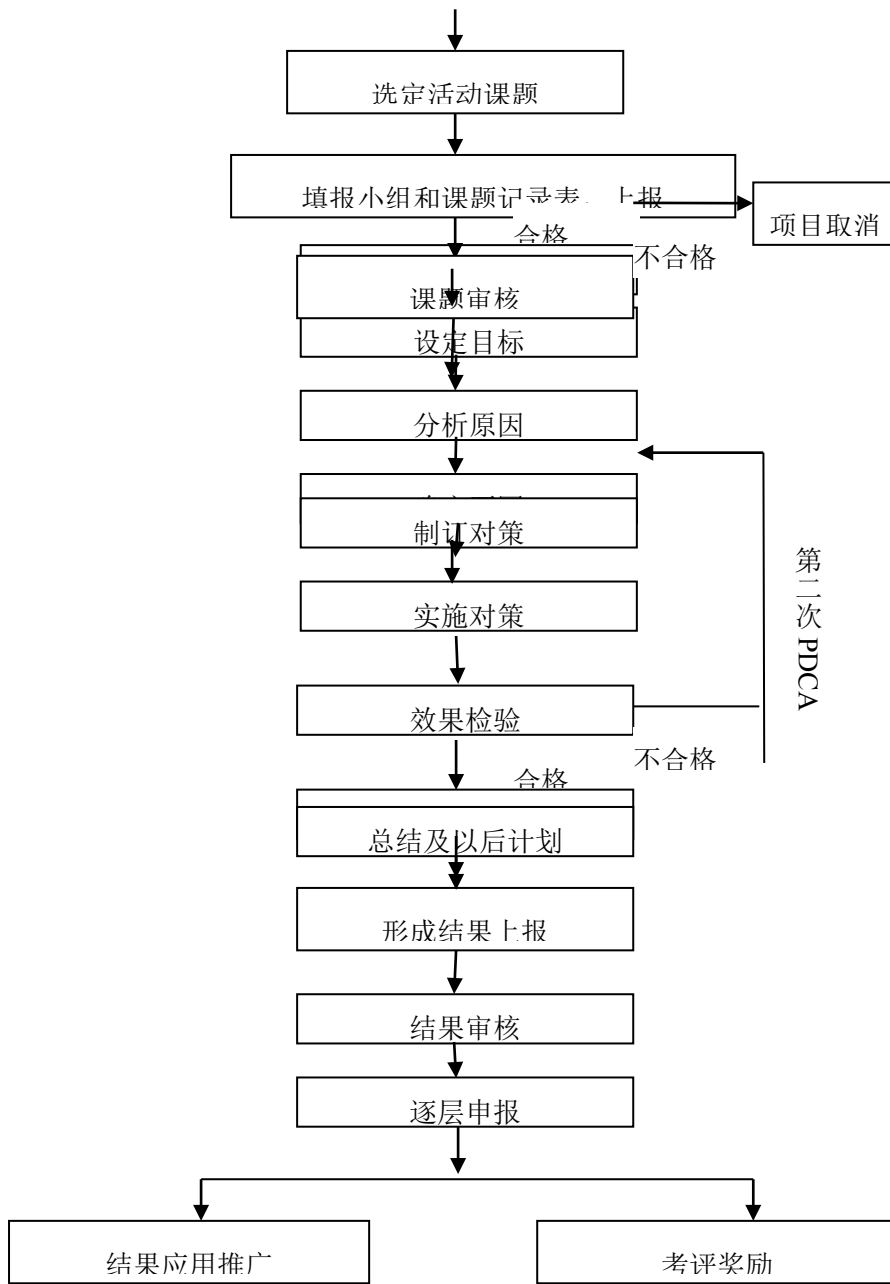 选定活动课题
填报小组和课题记录表，上报
项目取消
合格
不合格
课题审核
设定目标
分析原因
制订对策
实施对策
第二次 PDCA
效果检验
不合格
合格
总结及以后计划
形成结果上报
结果审核
逐层申报
结果应用推广
考评奖励